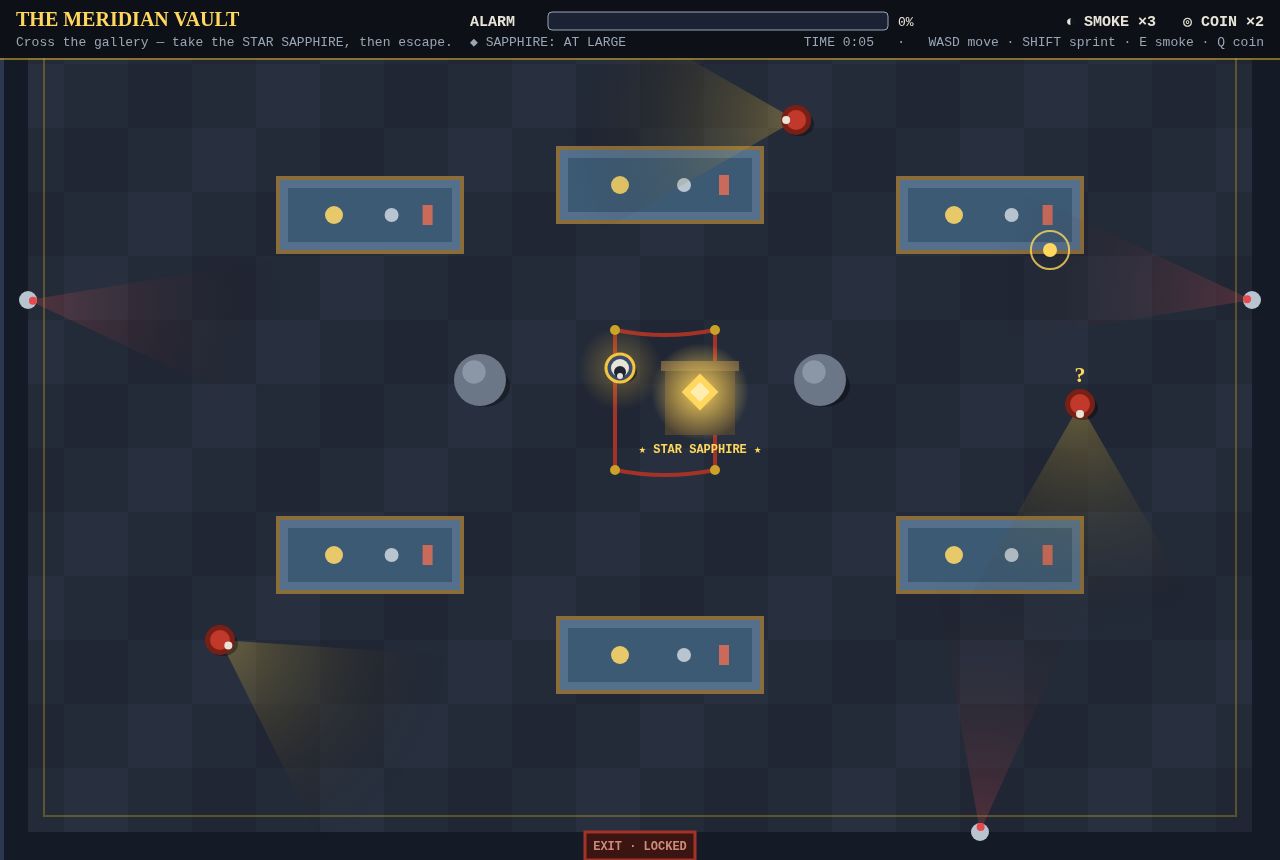 THE MERIDIAN VAULT
ALARM 0% ◖ SMOKE ×3 ◎ COIN ×2
Cross the gallery — take the STAR SAPPHIRE, then escape. ◆ SAPPHIRE: AT LARGE TIME 0:05 · WASD move · SHIFT sprint · E smoke · Q coin
?
★ STAR SAPPHIRE ★
EXIT · LOCKED